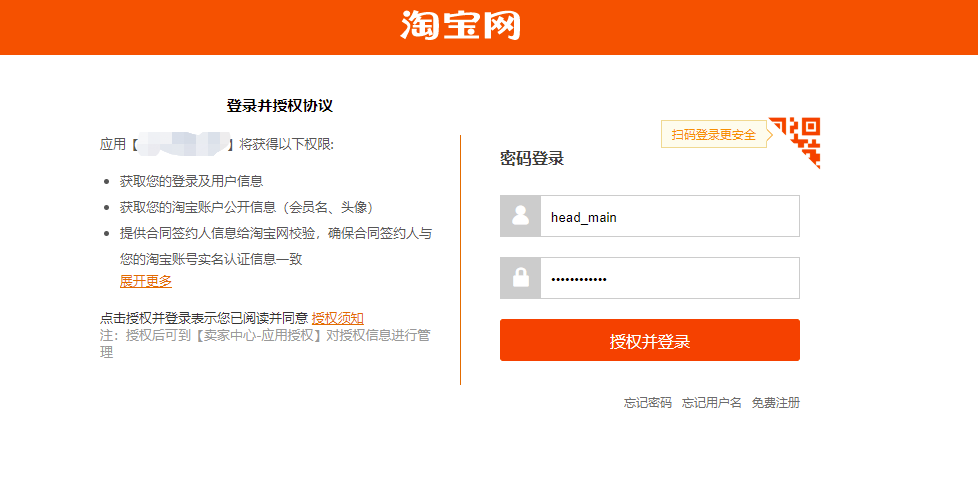 淘宝网
登录并授权协议
应用【 】将获得以下权限:
获取您的登录及用户信息
获取您的淘宝账户公开信息（会员名、头像）
提供合同签约人信息给淘宝网校验，确保合同签约人与
您的淘宝账号实名认证信息一致
展开更多
点击授权并登录表示您已阅读并同意 授权须知
注：授权后可到【卖家中心-应用授权】对授权信息进行管
理
扫码登录更安全
密码登录
head_main
••••••••••••
授权并登录
忘记密码 忘记用户名 免费注册